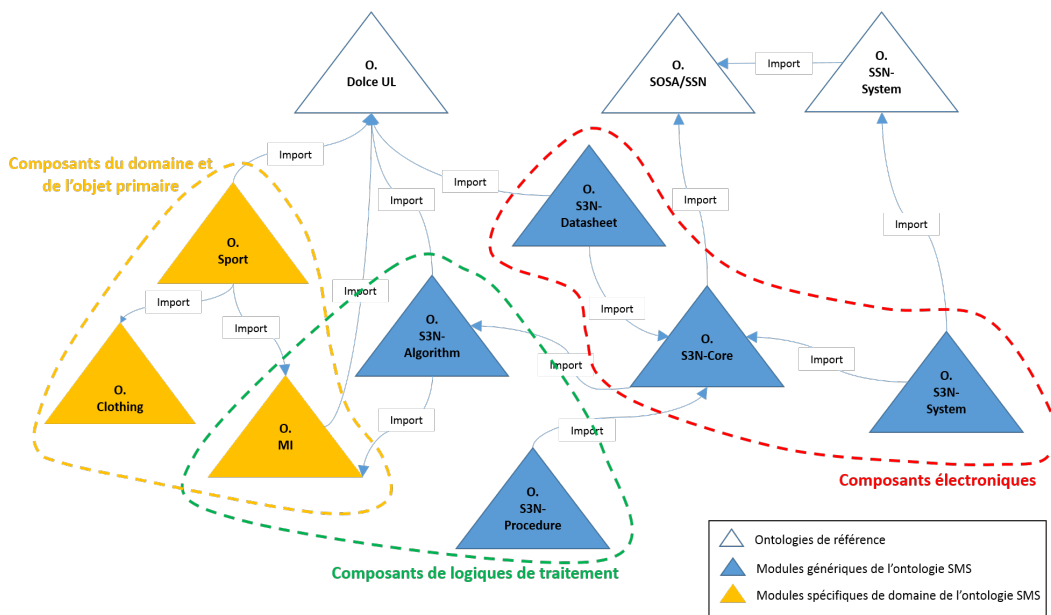 O.
Dolce UL
O.
SOSA/SSN
O.
SSN-
System
Import
Import
Composants du domaine et
de l'objet primaire
Import
Import
Import
Import
O.
S3N-
Datasheet
O.
Sport
Import
Import
Import
Import
Import
O.
S3N-
Algorithm
O.
S3N-Core
Import
O.
Clothing
O.
MI
Import
Import
Import
O.
S3N-
System
O.
S3N-
Procedure
Composants électroniques
Composants de logiques de traitement
Ontologies de référence
Modules génériques de l'ontologie SMS
Modules spécifiques de domaine de l'ontologie SMS